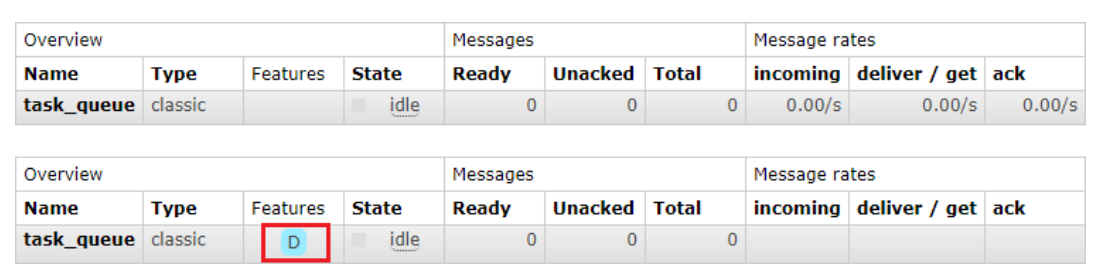 Overview Messages Message rates
Name Type Features State Ready Unacked Total incoming deliver / get ack
task_queue classic idle 0 0 0 0.00/s 0.00/s 0.00/s
Overview Messages Message rates
Name Type Features State Ready Unacked Total incoming deliver / get ack
task_queue classic D idle 0 0 0